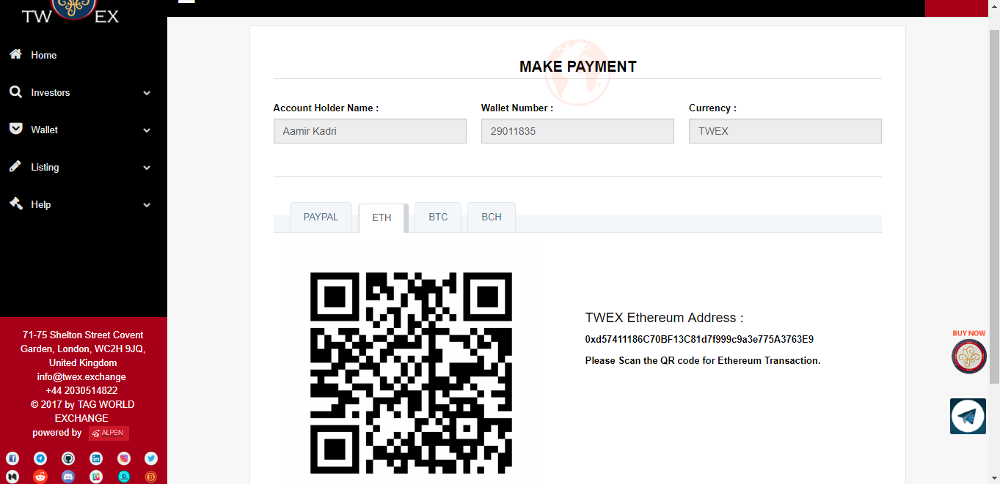 TW EX
Home
Investors
Wallet
Listing
Help
71-75 Shelton Street Covent
Garden, London, WC2H 9JQ,
United Kingdom
info@twex.exchange
+44 2030514822
© 2017 by TAG WORLD
EXCHANGE
powered by ALPEN
MAKE PAYMENT
Account Holder Name :
Aamir Kadri
Wallet Number :
29011835
Currency :
TWEX
PAYPAL
ETH
BTC
BCH
TWEX Ethereum Address :
0xd57411186C70BF13C81d7f999c9a3e775A3763E9
Please Scan the QR code for Ethereum Transaction.
BUY NOW